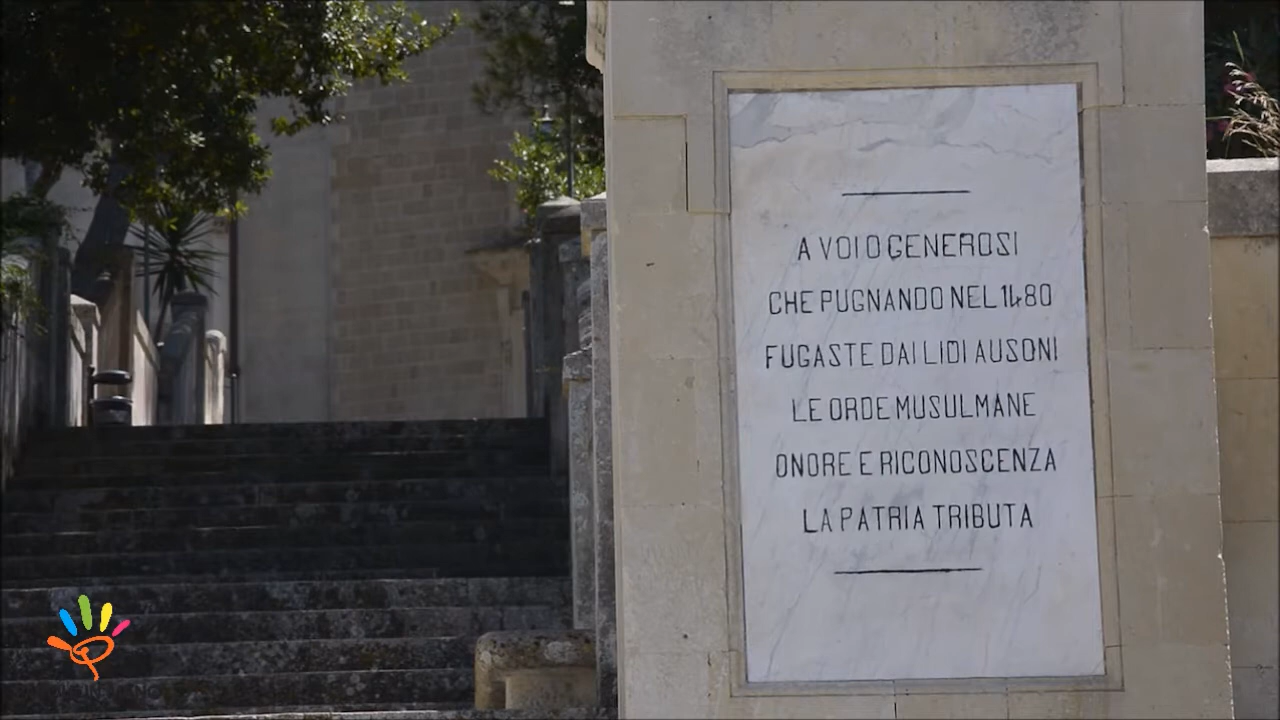 A VOI O GENEROSI
CHE PUGNANDO NEL 1480
FUGASTE DAI LIDI AUSONI
LE ORDE MUSULMANE
ONORE E RICONOSCENZA
LA PATRIA TRIBUTA